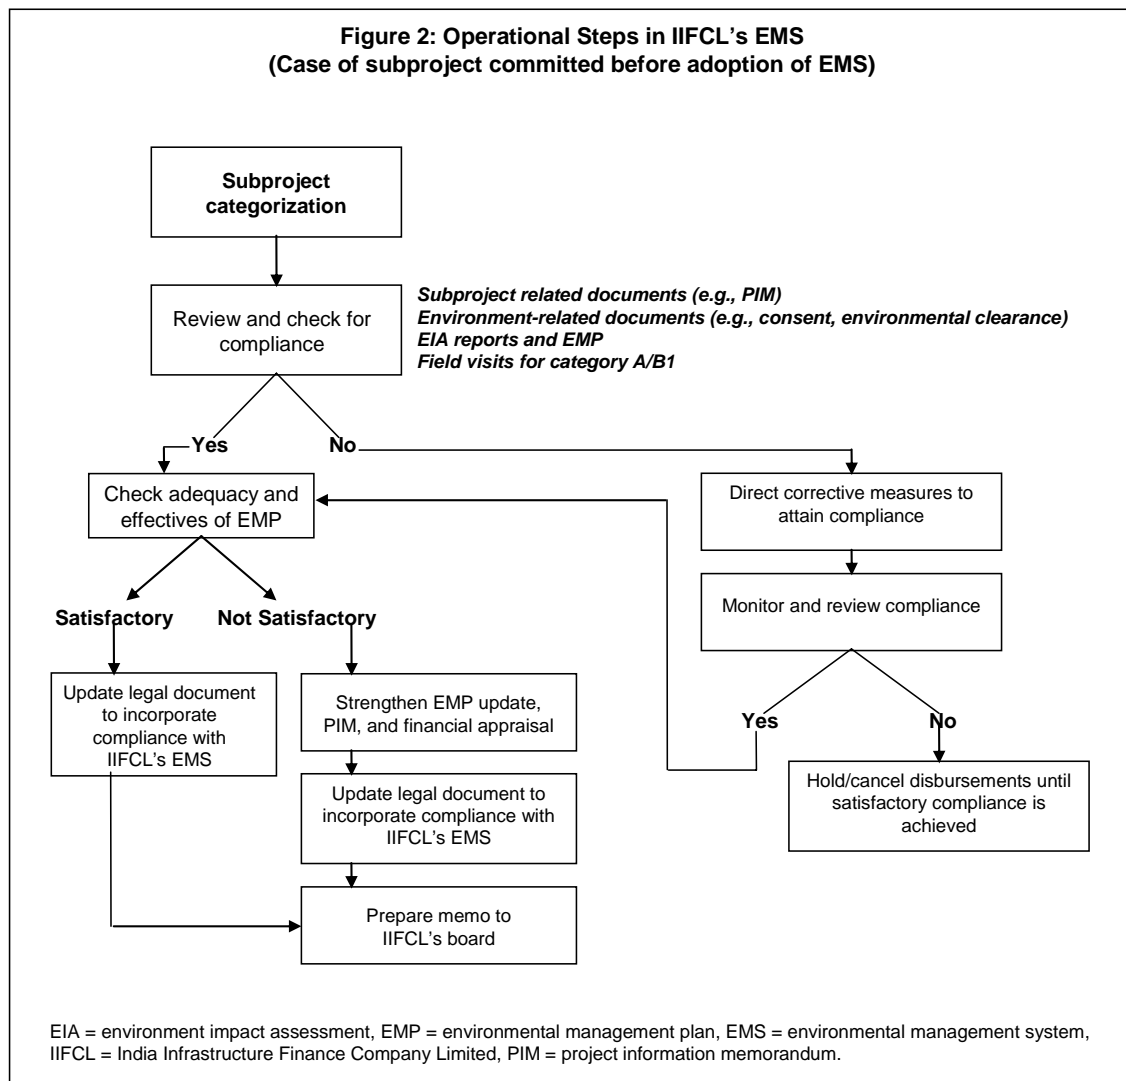 Figure 2: Operational Steps in IIFCL's EMS
(Case of subproject committed before adoption of EMS)
Subproject
categorization
Review and check for
compliance
Subproject related documents (e.g., PIM)
Environment-related documents (e.g., consent, environmental clearance)
EIA reports and EMP
Field visits for category A/B1
Yes
No
Check adequacy and
effectives of EMP
Direct corrective measures to
attain compliance
Monitor and review compliance
Satisfactory
Not Satisfactory
Update legal document
to incorporate
compliance with
IIFCL's EMS
Strengthen EMP update,
PIM, and financial appraisal
Yes
No
Update legal document to
incorporate compliance with
IIFCL's EMS
Hold/cancel disbursements until
satisfactory compliance is
achieved
Prepare memo to
IIFCL's board
EIA = environment impact assessment, EMP = environmental management plan, EMS = environmental management system,
IIFCL = India Infrastructure Finance Company Limited, PIM = project information memorandum.